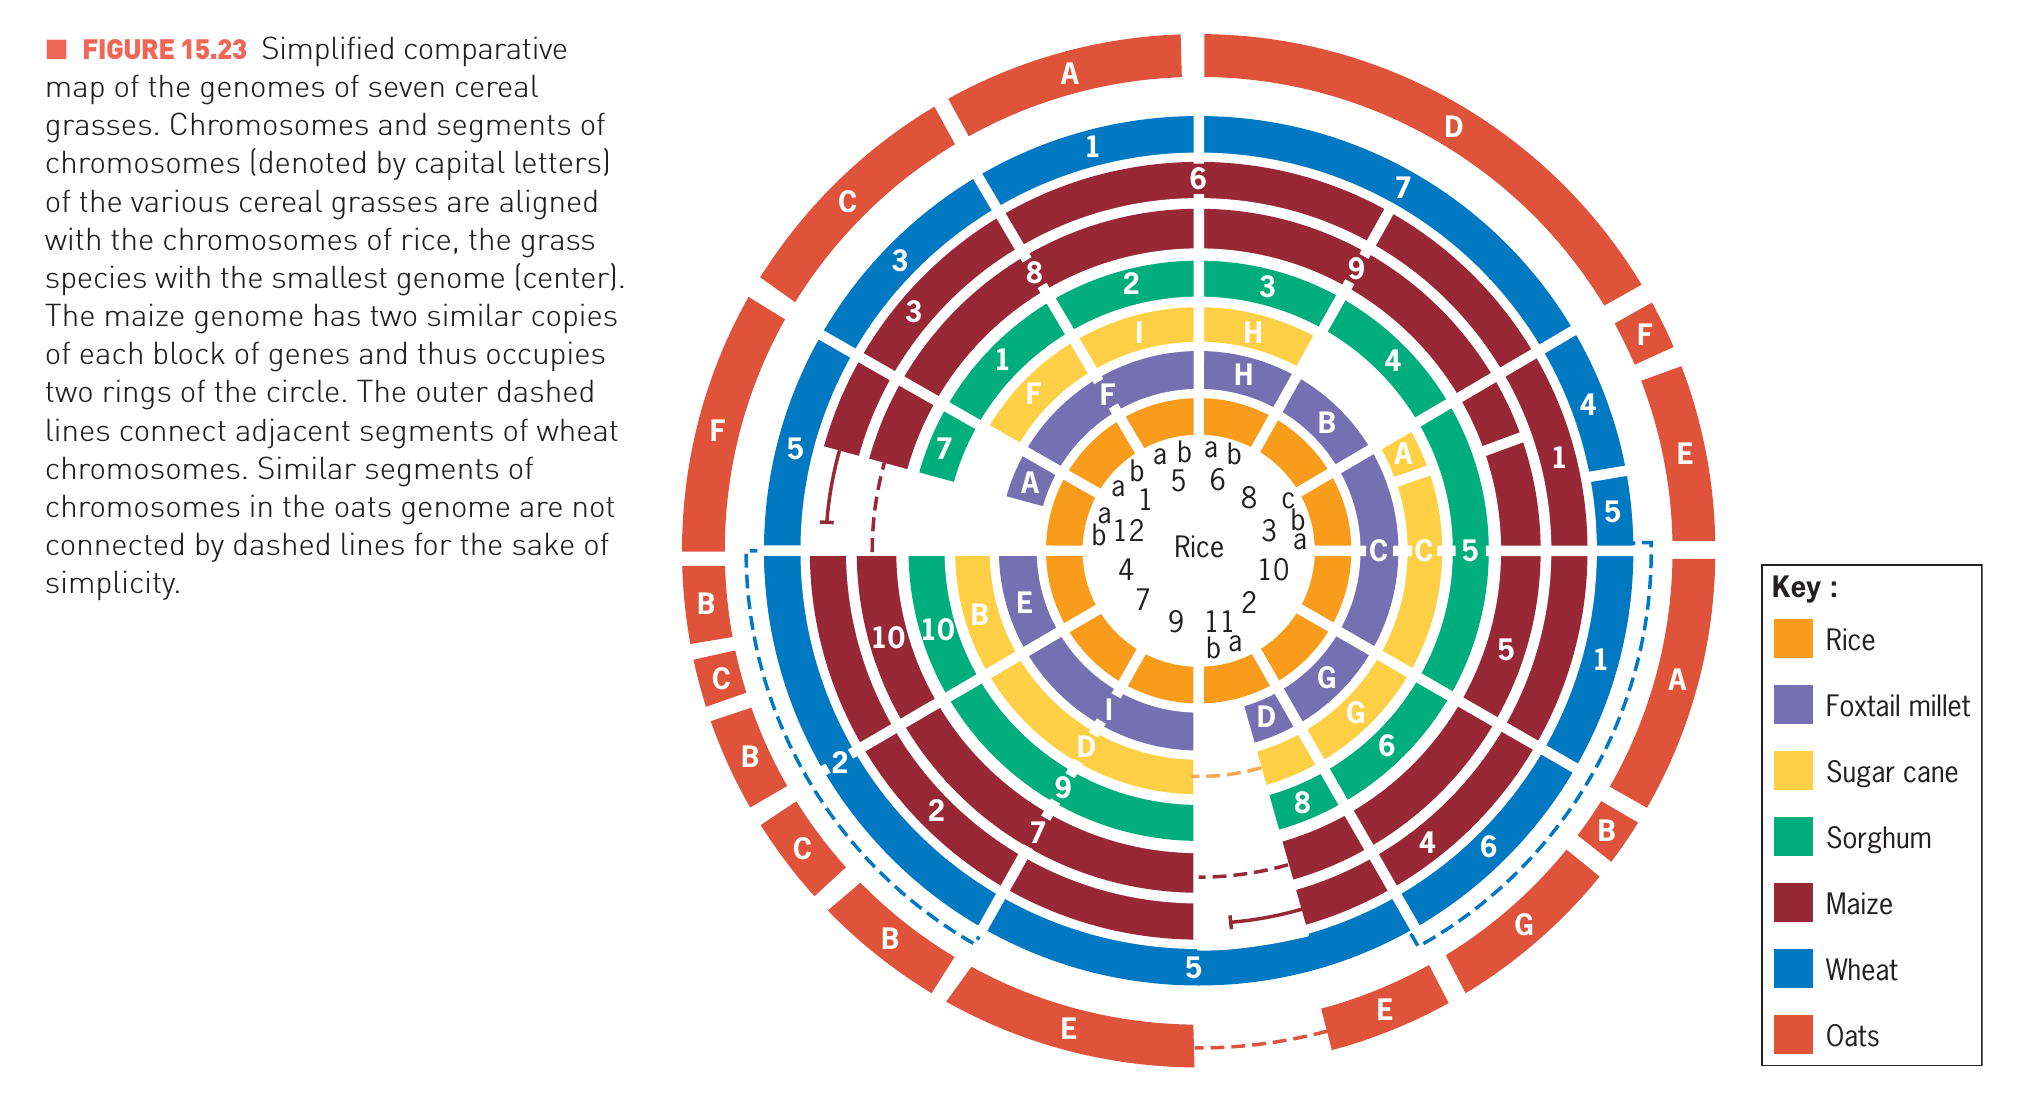 ■ FIGURE 15.23 Simplified comparative
map of the genomes of seven cereal
grasses. Chromosomes and segments of
chromosomes (denoted by capital letters)
of the various cereal grasses are aligned
with the chromosomes of rice, the grass
species with the smallest genome (center).
The maize genome has two similar copies
of each block of genes and thus occupies
two rings of the circle. The outer dashed
lines connect adjacent segments of wheat
chromosomes. Similar segments of
chromosomes in the oats genome are not
connected by dashed lines for the sake of
simplicity.
A
D
F
E
A
B
G
E
E
B
C
B
C
B
F
C
1
7
4
5
1
6
5
2
5
3
6
9
1
5
4
7
2
10
3
8
2
3
4
5
6
8
9
10
7
1
I
H
A
C
G
D
B
F
F
H
B
C
G
D
I
E
A
a b
5
a b
6
8
c
b
a
3
10
2
11
b a
9
7
4
a
b 12
a
b
1
Rice
Key :
Rice
Foxtail millet
Sugar cane
Sorghum
Maize
Wheat
Oats